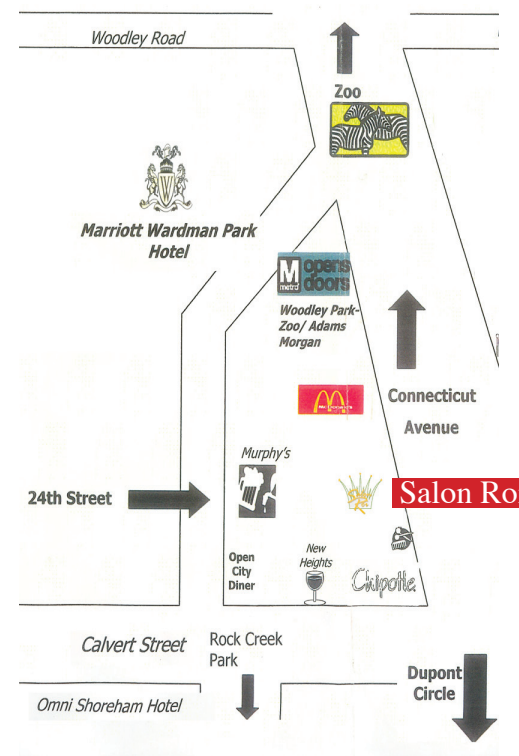 Woodley Road
Zoo
Marriott Wardman Park
Hotel
M
metro
opens
doors
Woodley Park-
Zoo/ Adams
Morgan
Connecticut
Avenue
Murphy's
24th Street
Salon Ro
Open
City
Diner
New
Heights
Chipotle
Calvert Street
Rock Creek
Park
Dupont
Circle
Omni Shoreham Hotel